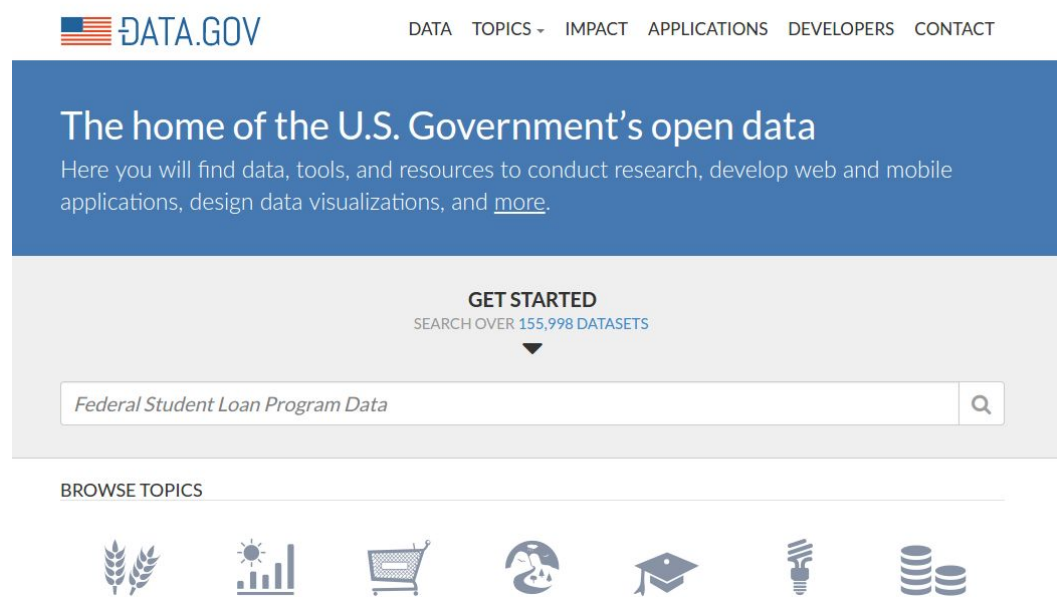 DATA.GOV
DATA TOPICS IMPACT APPLICATIONS DEVELOPERS CONTACT
The home of the U.S. Government’s open data
Here you will find data, tools, and resources to conduct research, develop web and mobile
applications, design data visualizations, and more.
GET STARTED
SEARCH OVER 155,998 DATASETS
Federal Student Loan Program Data
BROWSE TOPICS